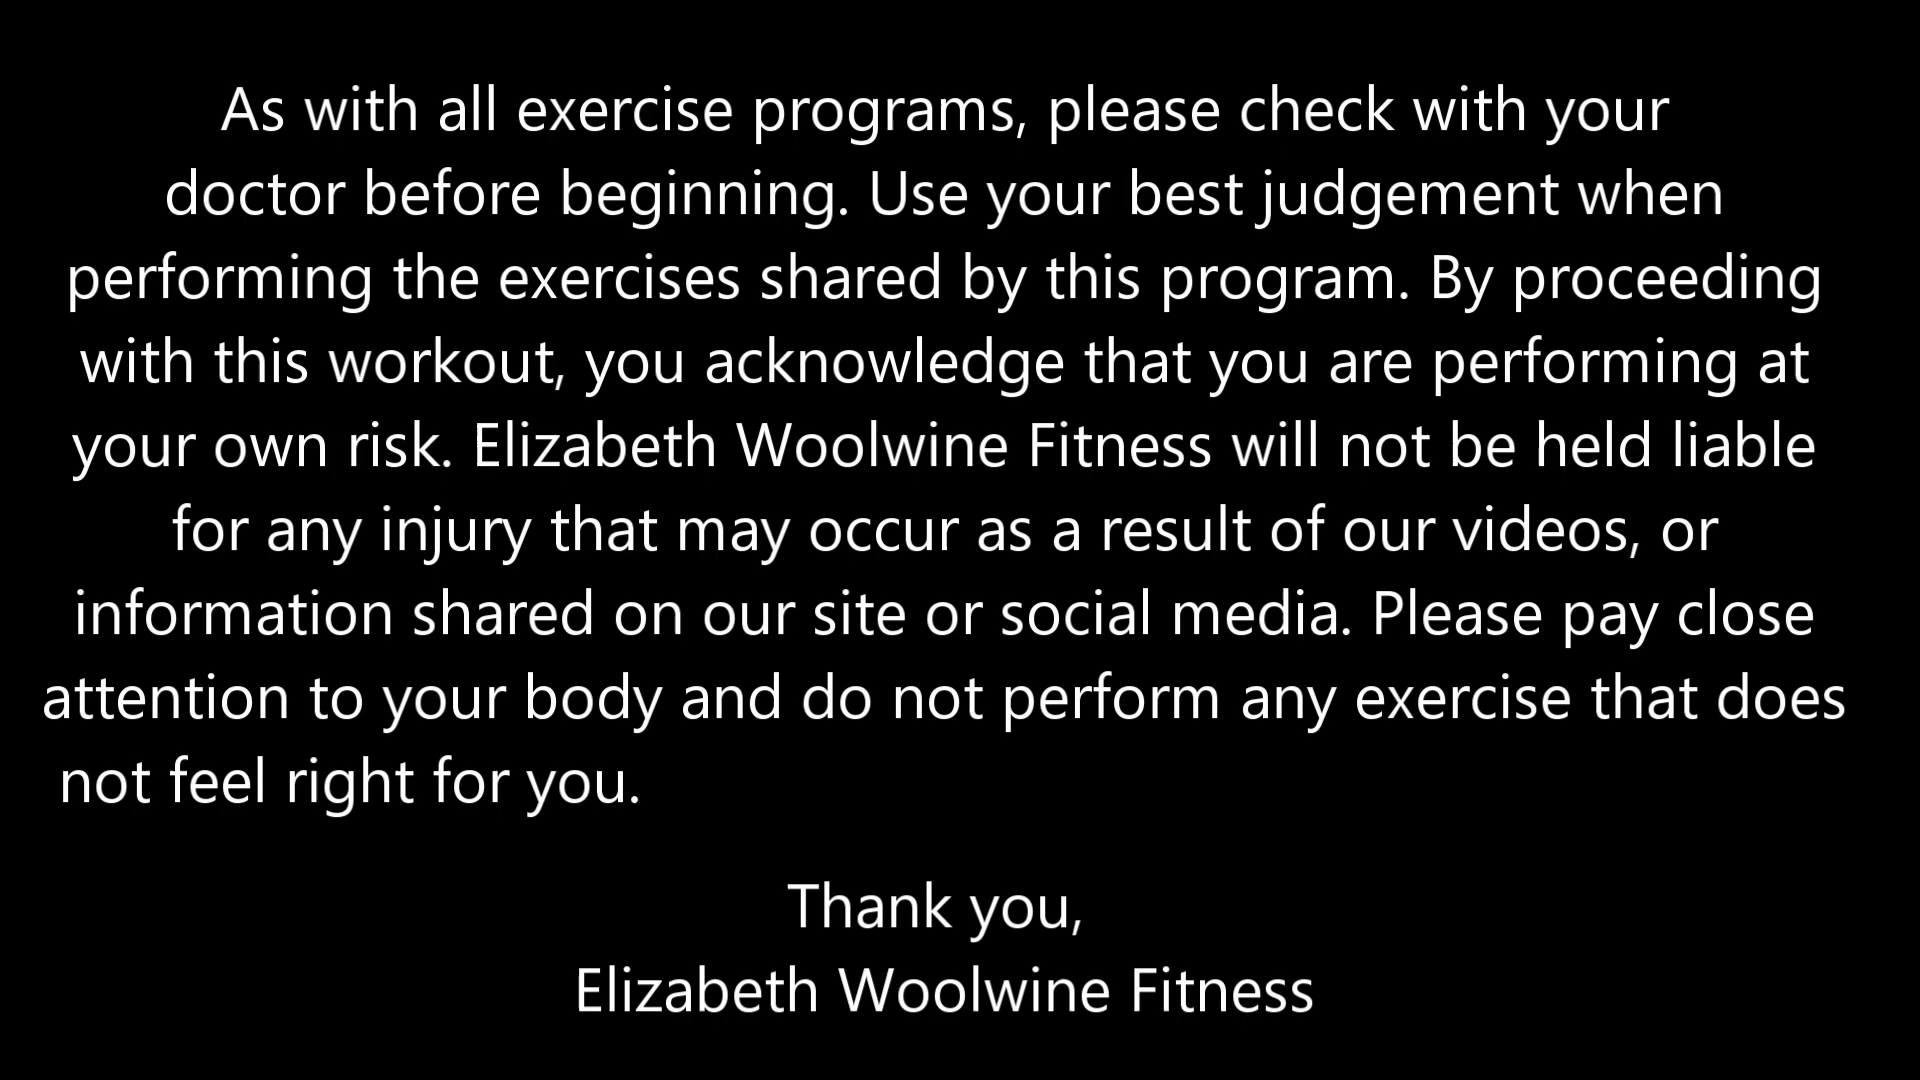 As with all exercise programs, please check with your
doctor before beginning. Use your best judgement when
performing the exercises shared by this program. By proceeding
with this workout, you acknowledge that you are performing at
your own risk. Elizabeth Woolwine Fitness will not be held liable
for any injury that may occur as a result of our videos, or
information shared on our site or social media. Please pay close
attention to your body and do not perform any exercise that does
not feel right for you.
Thank you,
Elizabeth Woolwine Fitness